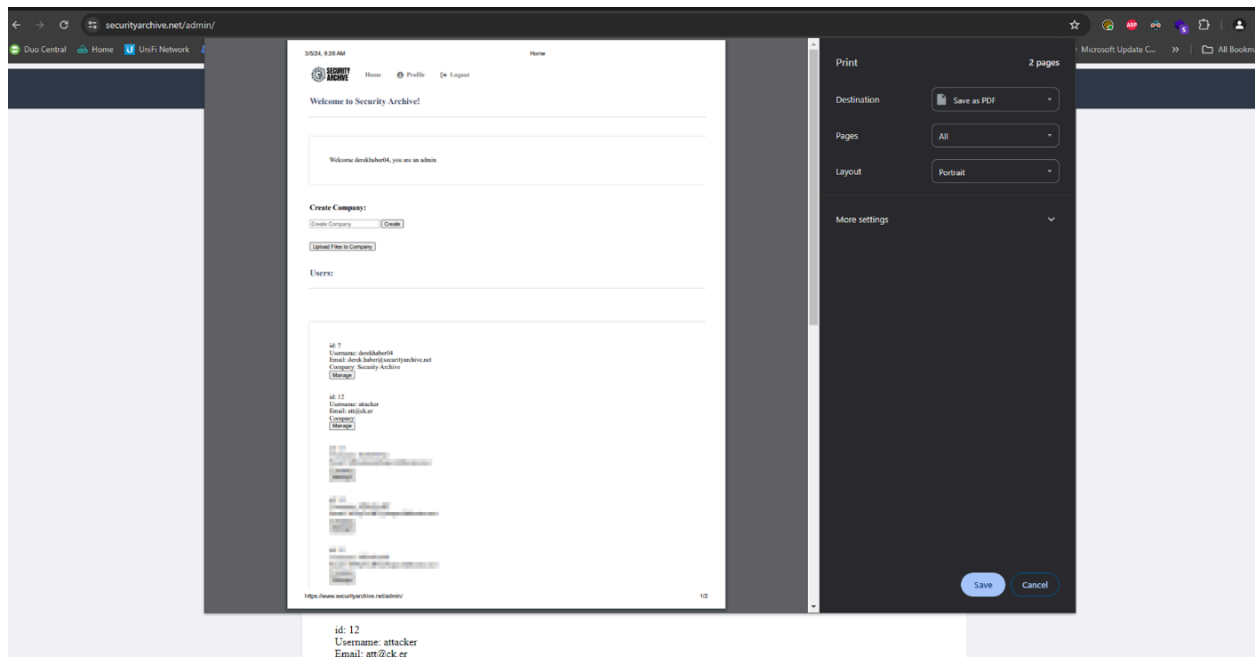 securityarchive.net/admin/
Duo Central Home UniFi Network
Microsoft Update C... » All Bookm
3/5/24, 9:26 AM Home
SECURITY
ARCHIVE
Home Profile Logout
Welcome to Security Archive!
Welcome derekhaber04, you are an admin
Create Company:
Create Company Create
Upload Files to Company
Users:
id: 7
Username: derekhaber04
Email: derek.haber@securityarchive.net
Company: Security Archive
Manage
id: 12
Username: attacker
Email: att@ck.er
Company:
Manage
https://www.securityarchive.net/admin/ 1/2
Print 2 pages
Destination Save as PDF
Pages All
Layout Portrait
More settings
Save Cancel
id: 12
Username: attacker
Email: att@ck.er